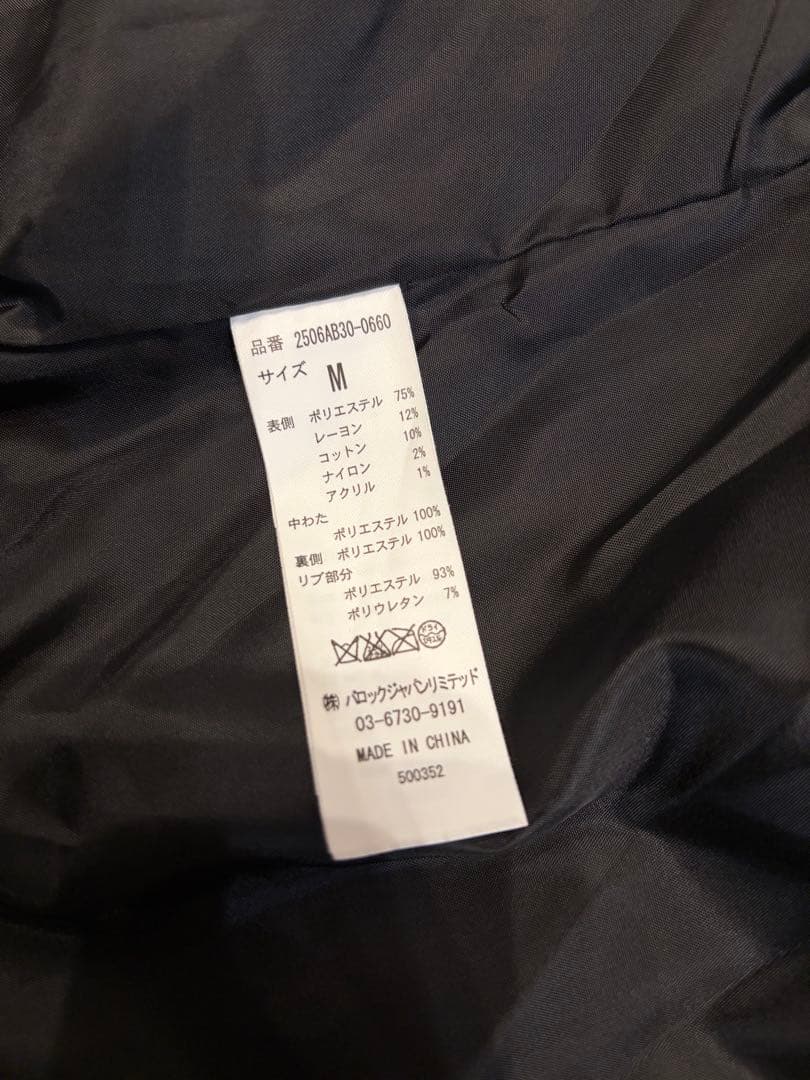 品番 2506AB30-0660
サイズ M
表側 ポリエステル 75%
レーヨン 12%
コットン 10%
ナイロン 2%
アクリル 1%
中わた
ポリエステル 100%
裏側 ポリエステル 100%
リブ部分
ポリエステル 93%
ポリウレタン 7%
ドライ
㈱ バロックジャパンリミテッド
03-6730-9191
MADE IN CHINA
500352